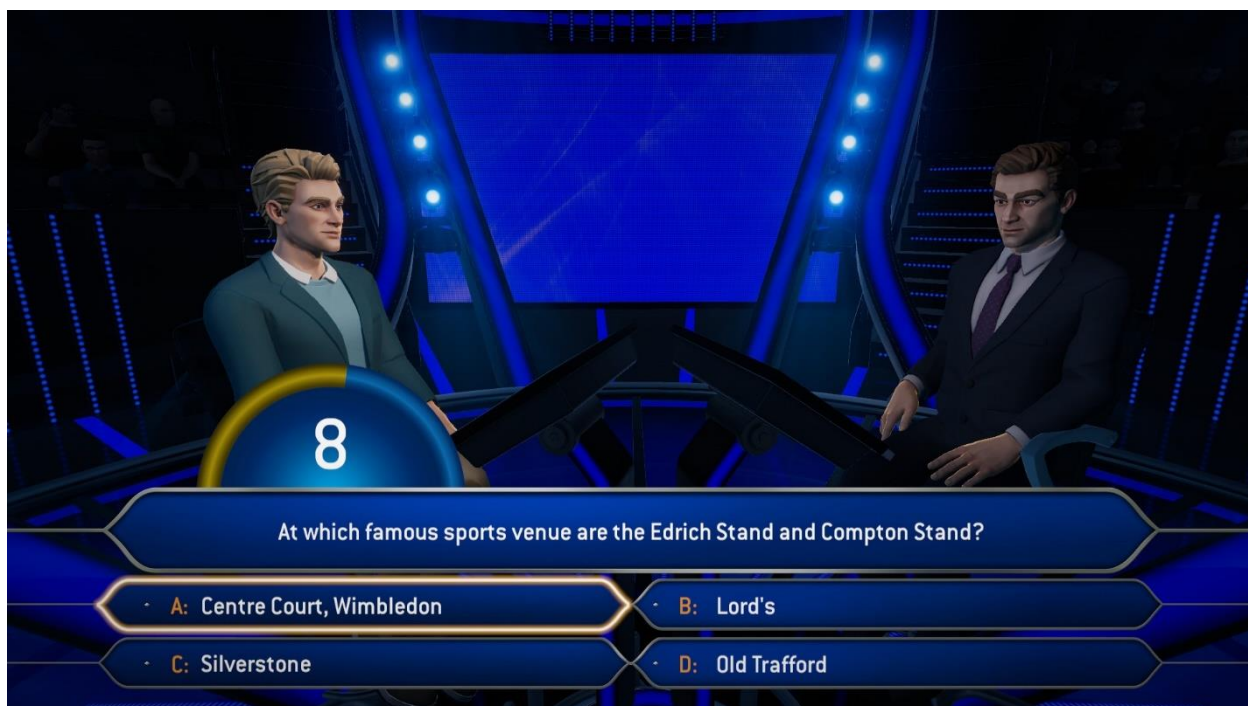 8
At which famous sports venue are the Edrich Stand and Compton Stand?
A: Centre Court, Wimbledon
B: Lord's
C: Silverstone
D: Old Trafford